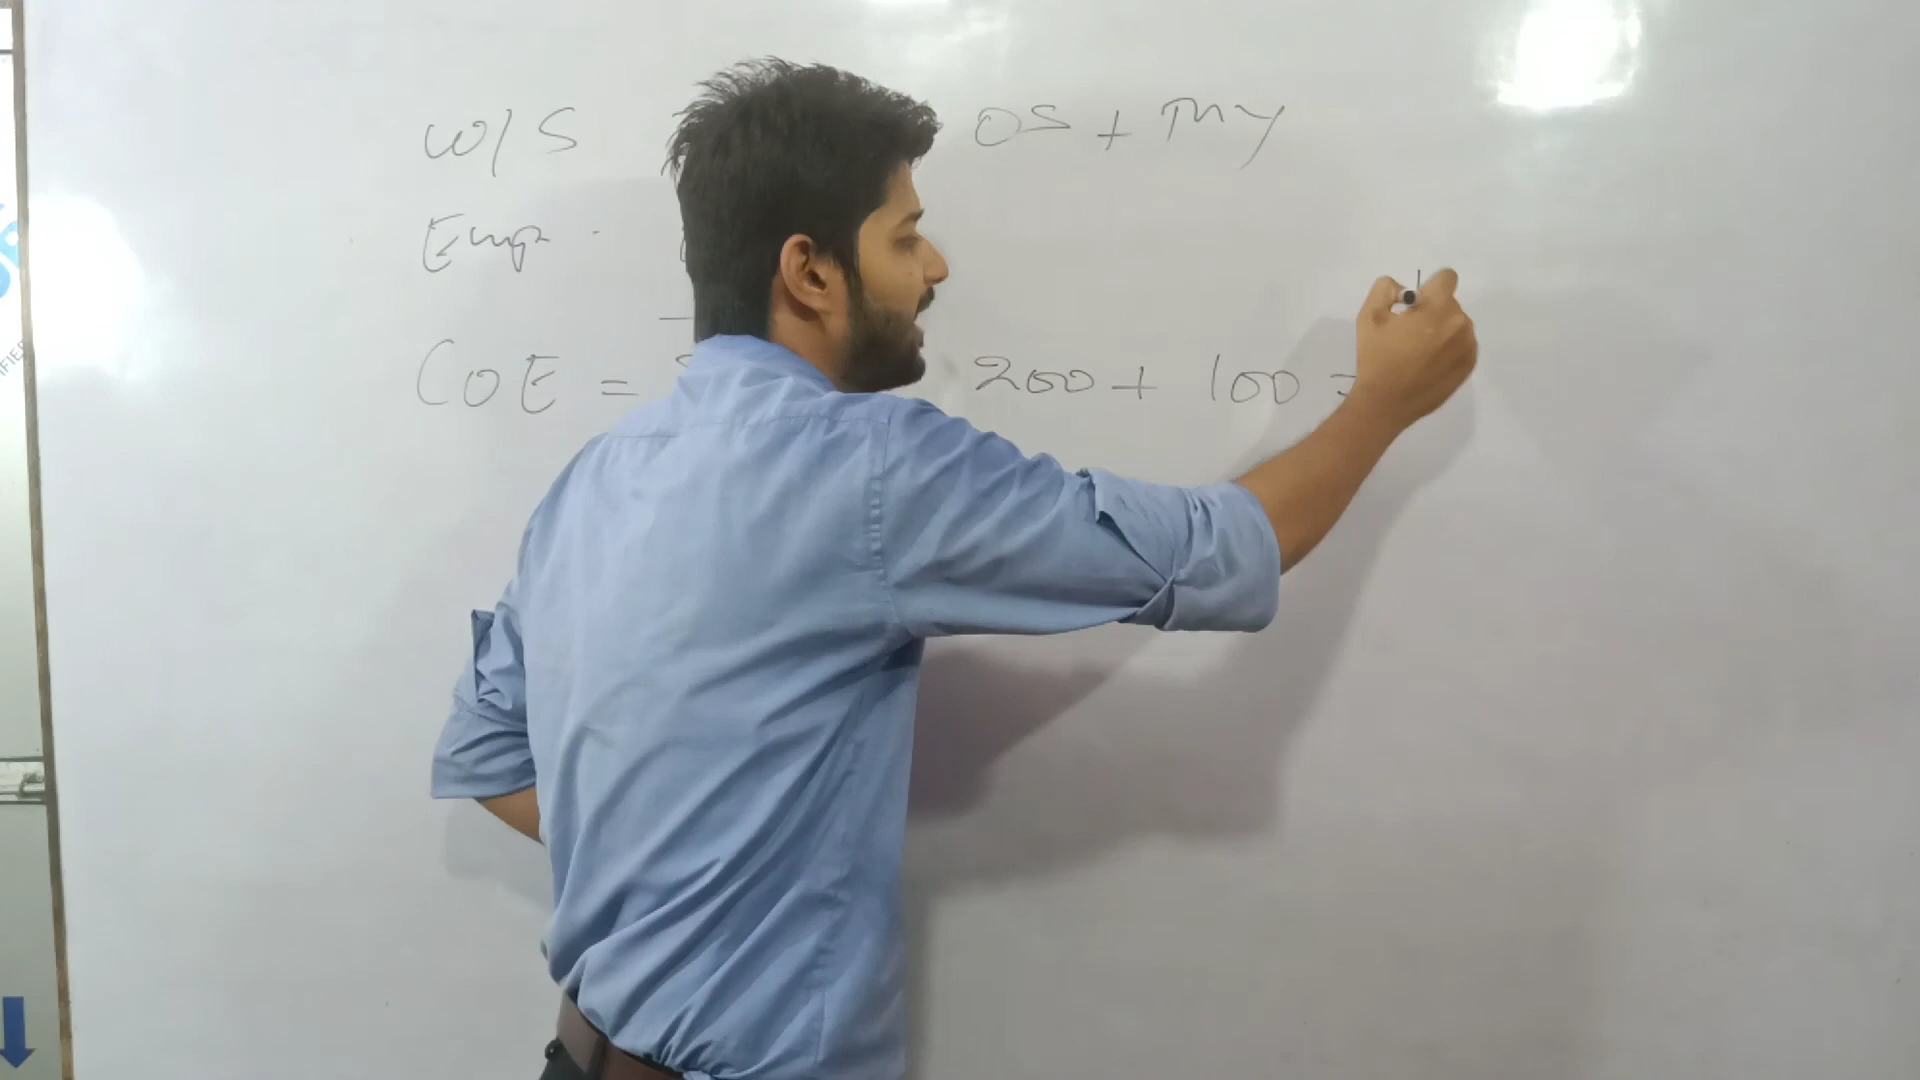 W/S OS + My
Emp.
COE = 200 + 100 =